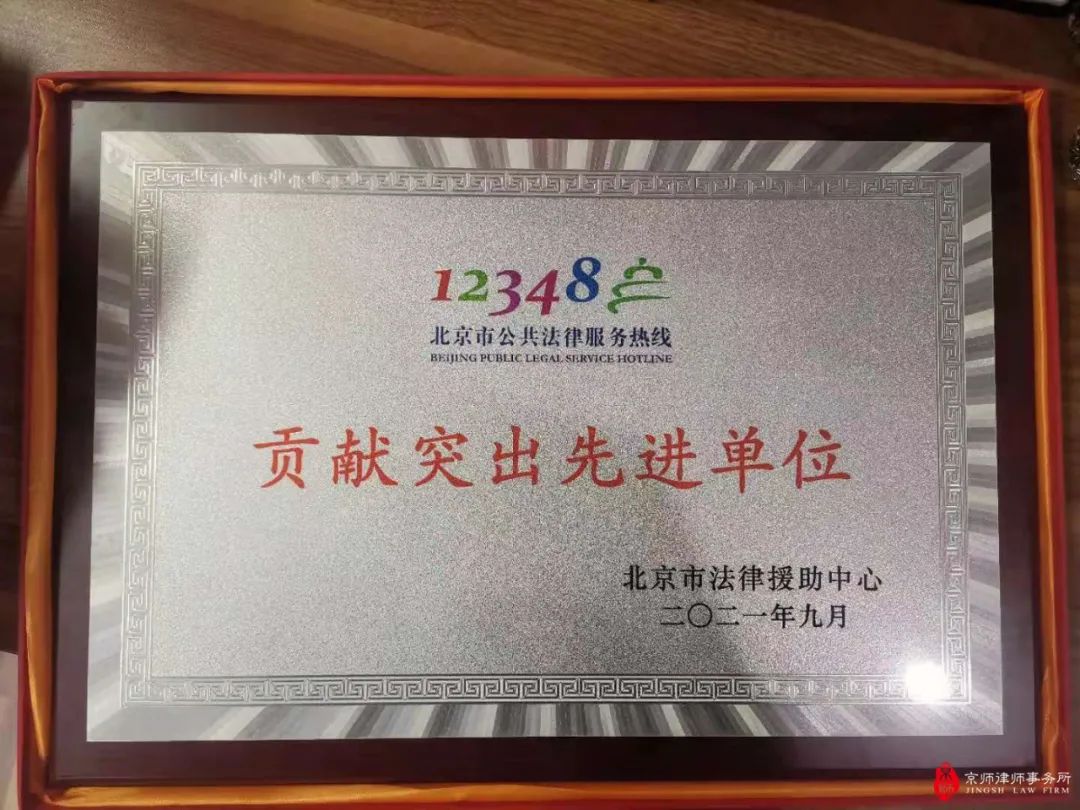 12348
北京市公共法律服务热线
BEIJING PUBLIC LEGAL SERVICE HOTLINE
贡献突出先进单位
北京市法律援助中心
二〇二一年九月
京师律师事务所
JINGSH LAW FIRM